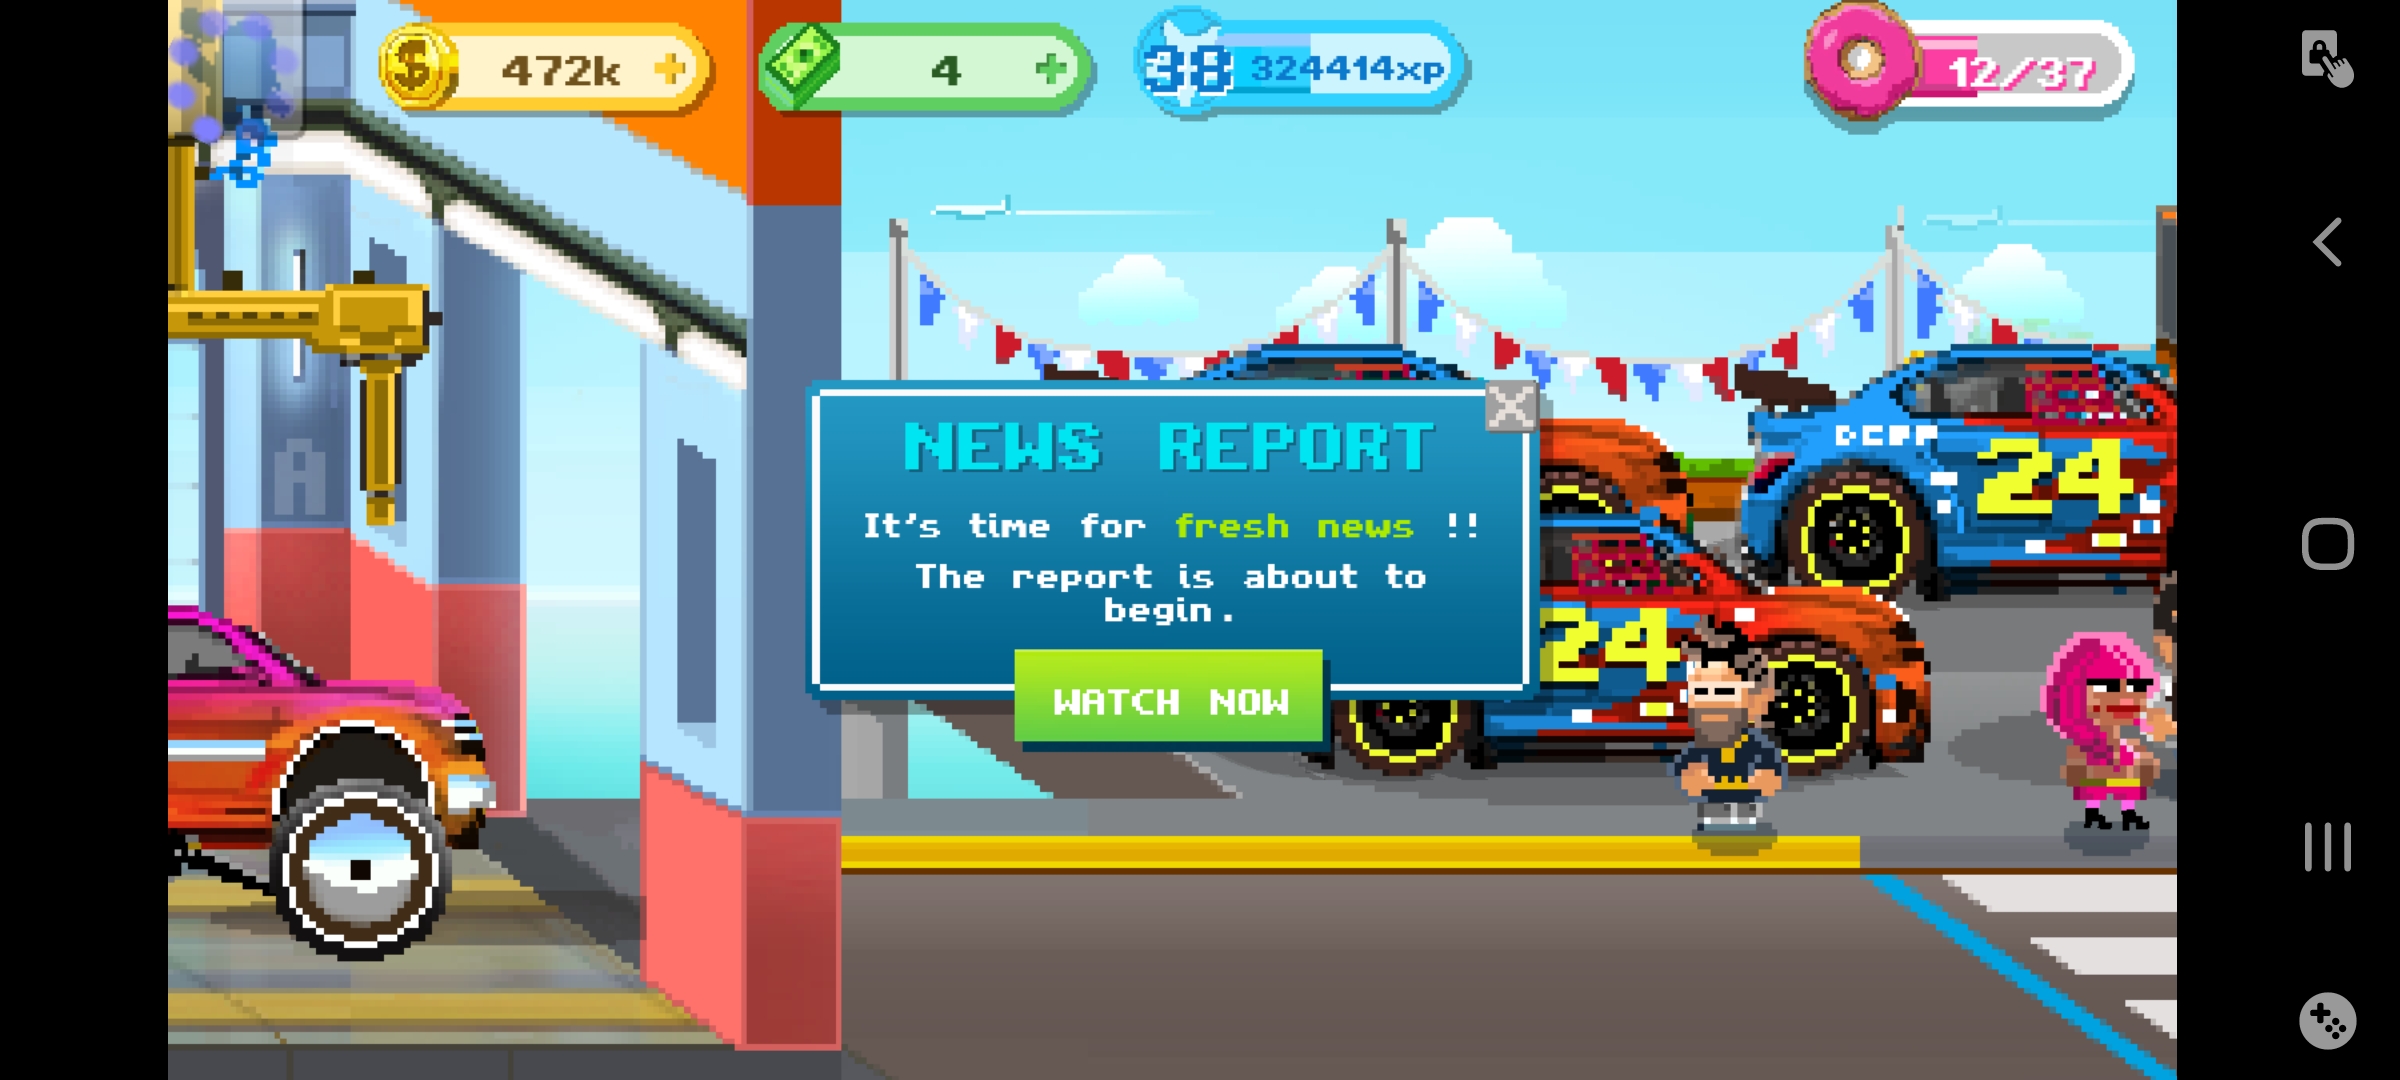 472k
4
38 324414xp
12/37
A
NEWS REPORT
It's time for fresh news !!
The report is about to
begin.
WATCH NOW
24
24